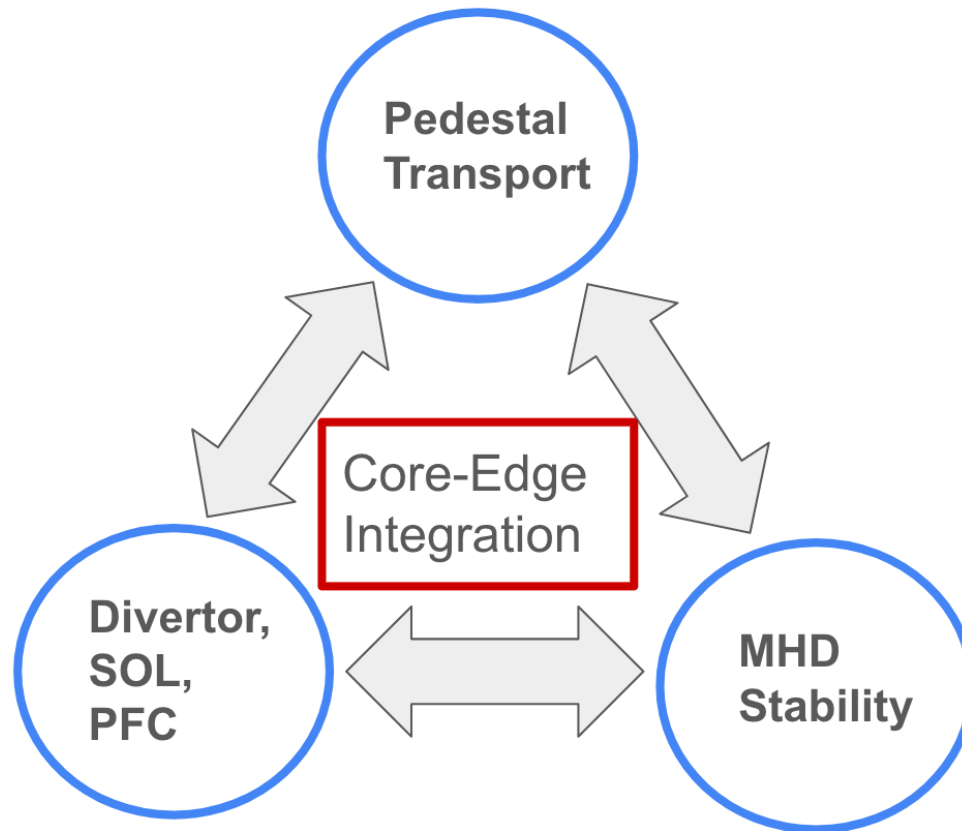 Pedestal
Transport
Core-Edge
Integration
Divertor,
SOL,
PFC
MHD
Stability